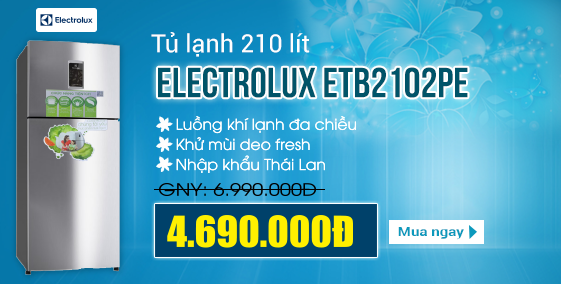 Electrolux
Tủ lạnh 210 lít
ELECTROLUX ETB2102PE
Luồng khí lạnh đa chiều
Khử mùi deo fresh
Nhập khẩu Thái Lan
GNY: 6.990.000Đ
4.690.000Đ
Mua ngay